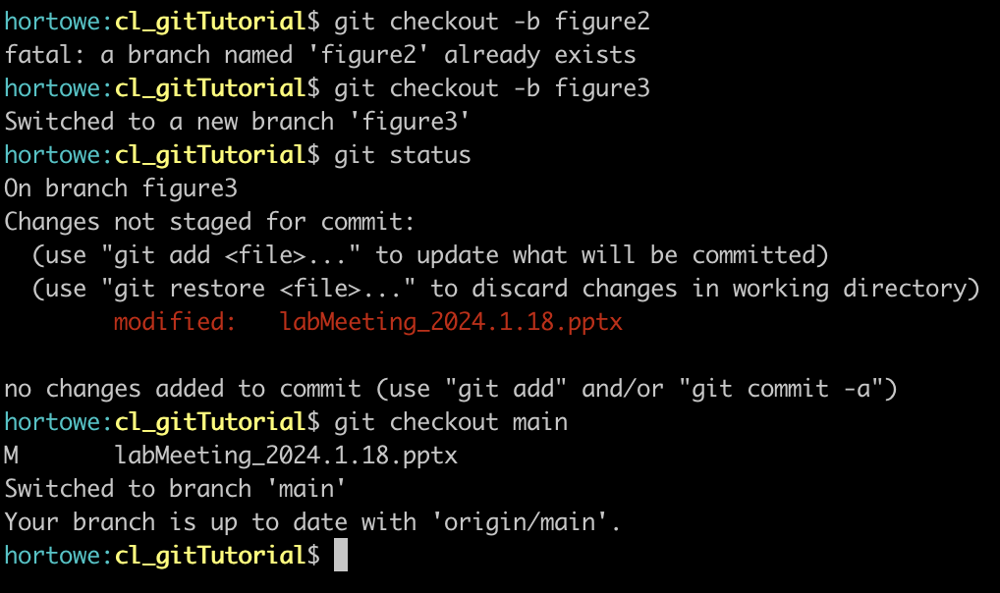 hortowe:cl_gitTutorial$ git checkout -b figure2
fatal: a branch named 'figure2' already exists
hortowe:cl_gitTutorial$ git checkout -b figure3
Switched to a new branch 'figure3'
hortowe:cl_gitTutorial$ git status
On branch figure3
Changes not staged for commit:
  (use "git add <file>..." to update what will be committed)
  (use "git restore <file>..." to discard changes in working directory)
        modified:   labMeeting_2024.1.18.pptx

no changes added to commit (use "git add" and/or "git commit -a")
hortowe:cl_gitTutorial$ git checkout main
M       labMeeting_2024.1.18.pptx
Switched to branch 'main'
Your branch is up to date with 'origin/main'.
hortowe:cl_gitTutorial$